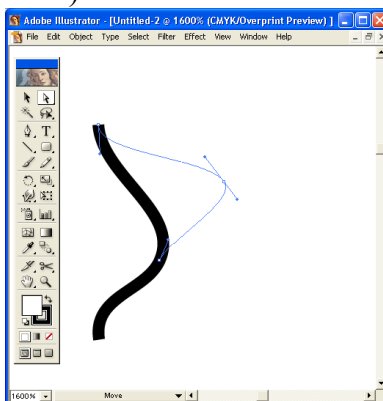 )
Adobe Illustrator - [Untitled-2 @ 1600% (CMYK/Overprint Preview) ]
File Edit Object Type Select Filter Effect View Window Help
T
1600% Move